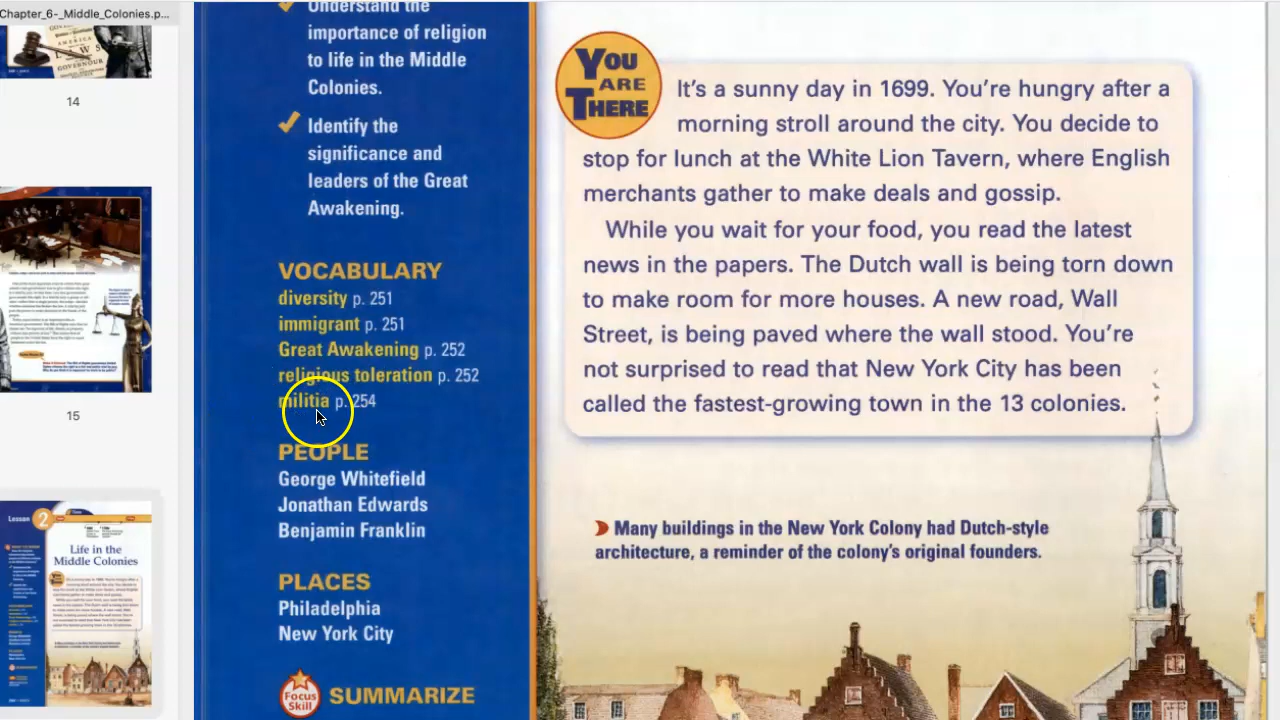 Chapter_6-_Middle_Colonies.p...
14
15
Lesson 2
Life in the
Middle Colonies
Understand the
importance of religion
to life in the Middle
Colonies.
Identify the
significance and
leaders of the Great
Awakening.
VOCABULARY
diversity p. 251
immigrant p. 251
Great Awakening p. 252
religious toleration p. 252
militia p. 254
PEOPLE
George Whitefield
Jonathan Edwards
Benjamin Franklin
PLACES
Philadelphia
New York City
Focus
Skill
SUMMARIZE
YOU
ARE
THERE
It's a sunny day in 1699. You're hungry after a
morning stroll around the city. You decide to
stop for lunch at the White Lion Tavern, where English
merchants gather to make deals and gossip.
While you wait for your food, you read the latest
news in the papers. The Dutch wall is being torn down
to make room for more houses. A new road, Wall
Street, is being paved where the wall stood. You're
not surprised to read that New York City has been
called the fastest-growing town in the 13 colonies.
Many buildings in the New York Colony had Dutch-style
architecture, a reminder of the colony's original founders.